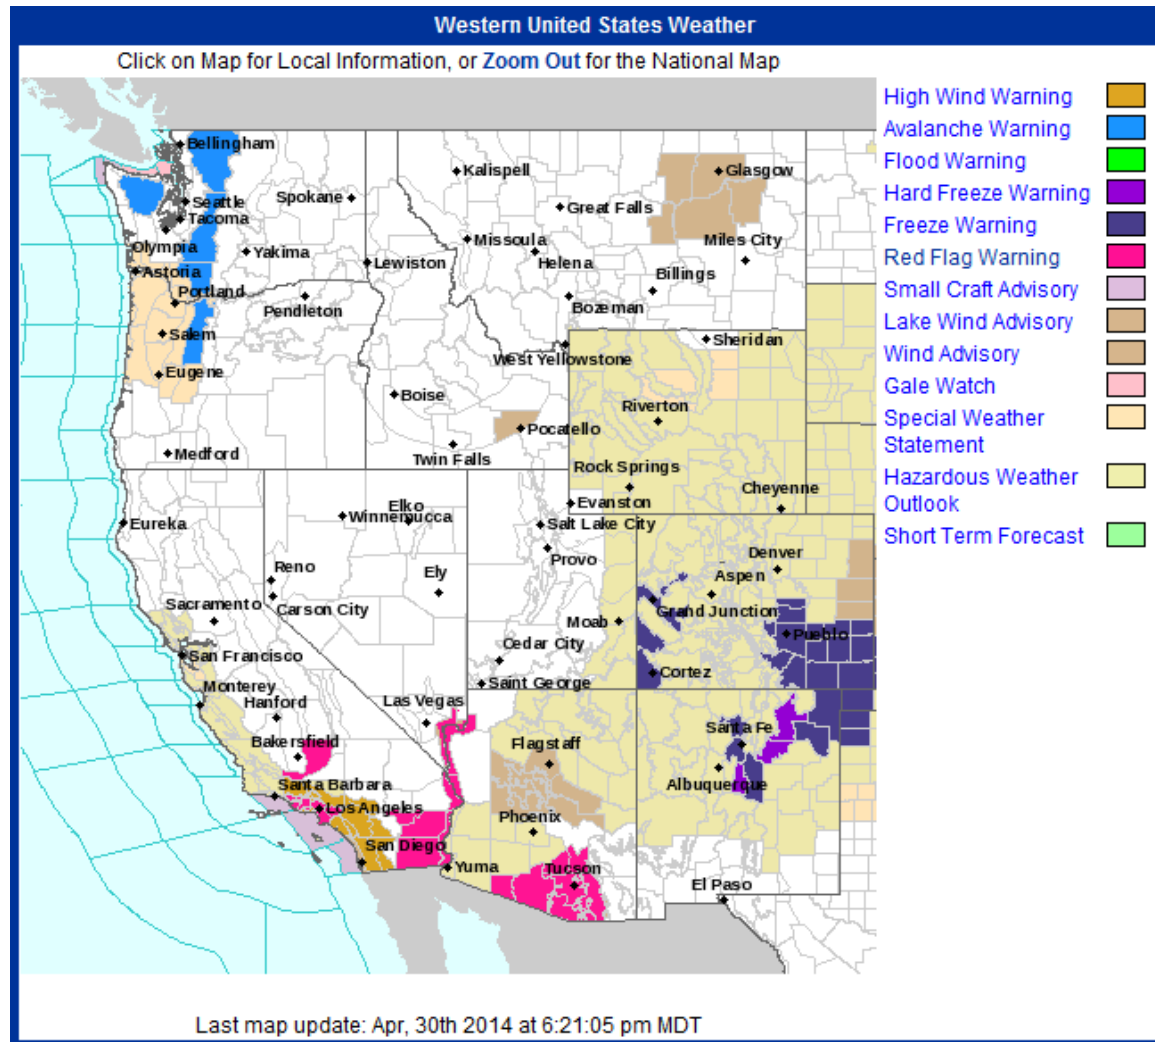 Western United States Weather
Click on Map for Local Information, or Zoom Out for the National Map
High Wind Warning
Avalanche Warning
Flood Warning
Hard Freeze Warning
Freeze Warning
Red Flag Warning
Small Craft Advisory
Lake Wind Advisory
Wind Advisory
Gale Watch
Special Weather
Statement
Hazardous Weather
Outlook
Short Term Forecast
Bellingham
Kalispell
Glasgow
Seattle
Spokane
Great Falls
Tacoma
Olympia
Yakima
Missoula
Helena
Miles City
Lewiston
Astoria
Billings
Portland
Pendleton
Bozeman
Salem
West Yellowstone
Sheridan
Eugene
Boise
Riverton
Pocatello
Medford
Twin Falls
Rock Springs
Cheyenne
Elko
Evanston
Winnemucca
Eureka
Salt Lake City
Provo
Denver
Reno
Ely
Aspen
Sacramento
Carson City
Grand Junction
Moab
Pueblo
Cedar City
San Francisco
Cortez
Saint George
Monterey
Hanford
Las Vegas
Santa Fe
Bakersfield
Flagstaff
Santa Barbara
Albuquerque
Los Angeles
Phoenix
San Diego
Yuma
Tucson
El Paso
Last map update: Apr, 30th 2014 at 6:21:05 pm MDT